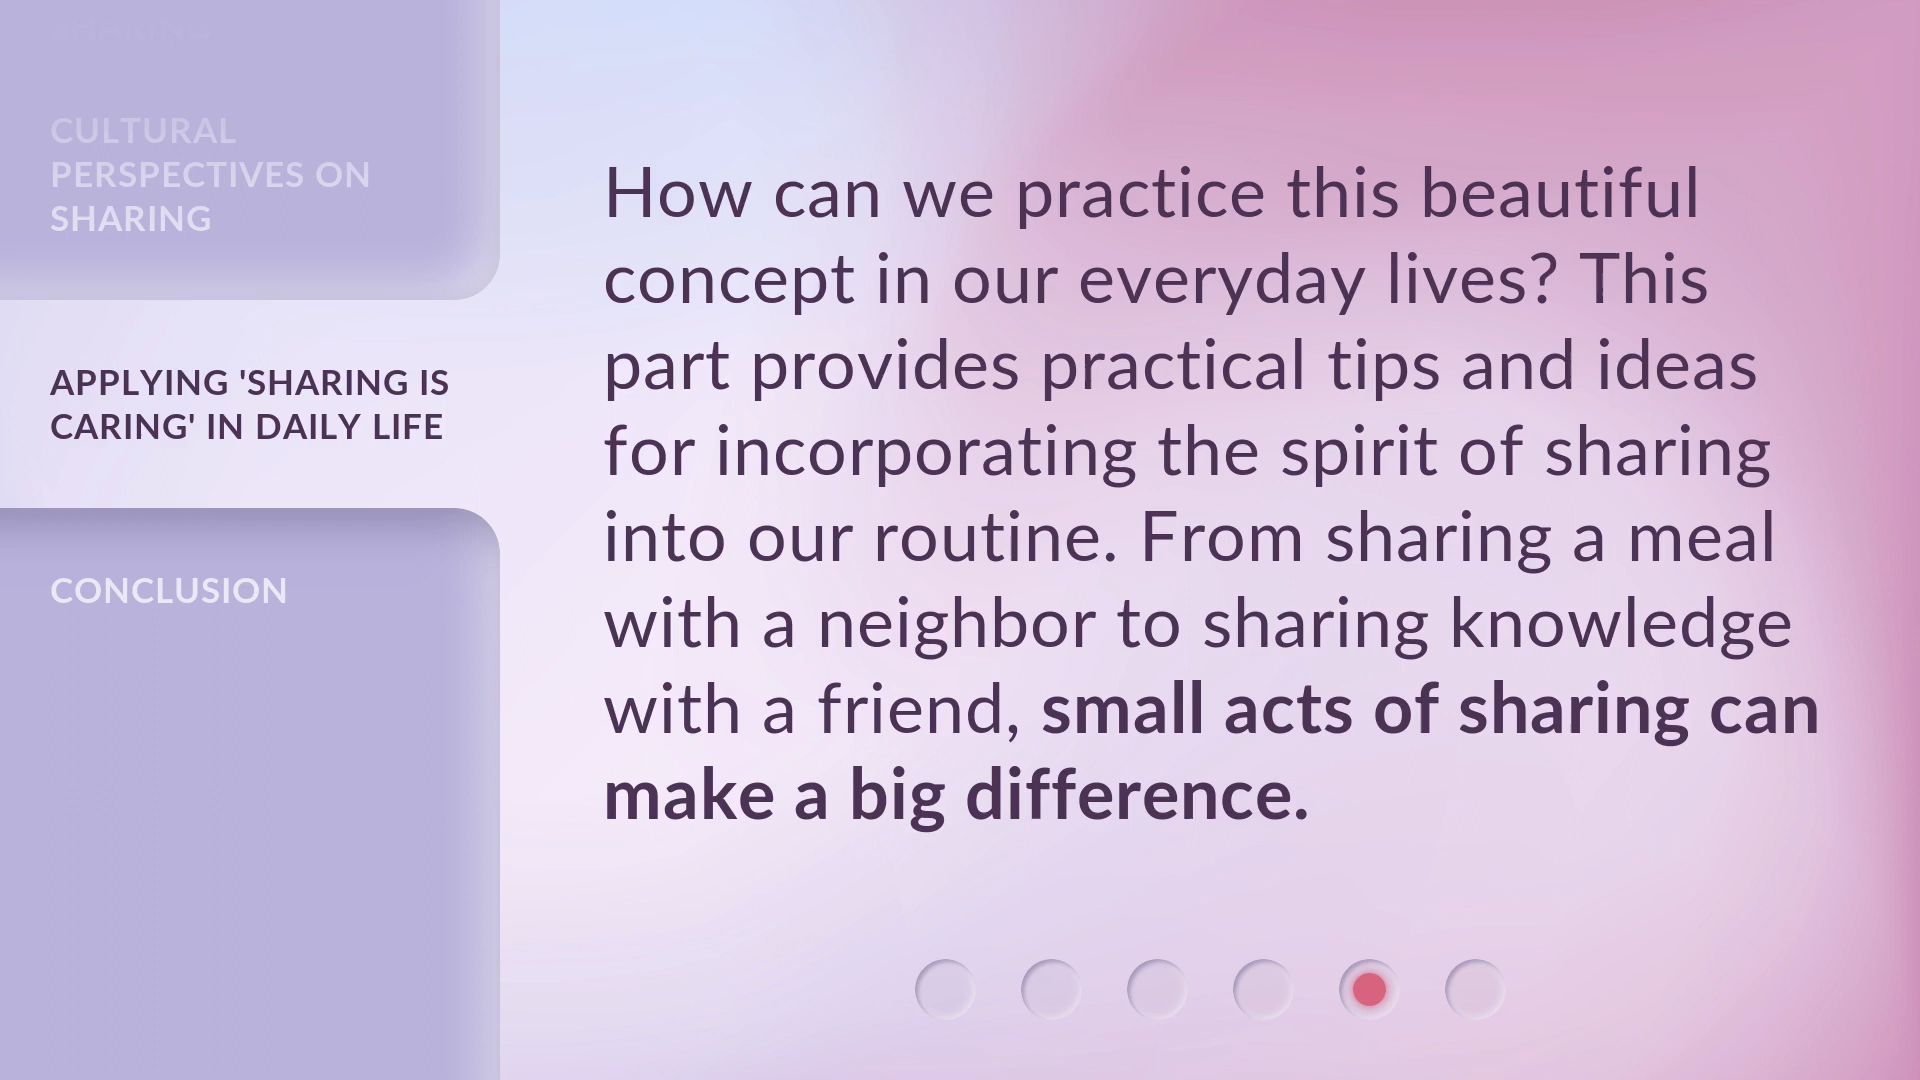 CULTURAL
PERSPECTIVES ON
SHARING
APPLYING 'SHARING IS
CARING' IN DAILY LIFE
CONCLUSION
How can we practice this beautiful
concept in our everyday lives? This
part provides practical tips and ideas
for incorporating the spirit of sharing
into our routine. From sharing a meal
with a neighbor to sharing knowledge
with a friend, small acts of sharing can
make a big difference.